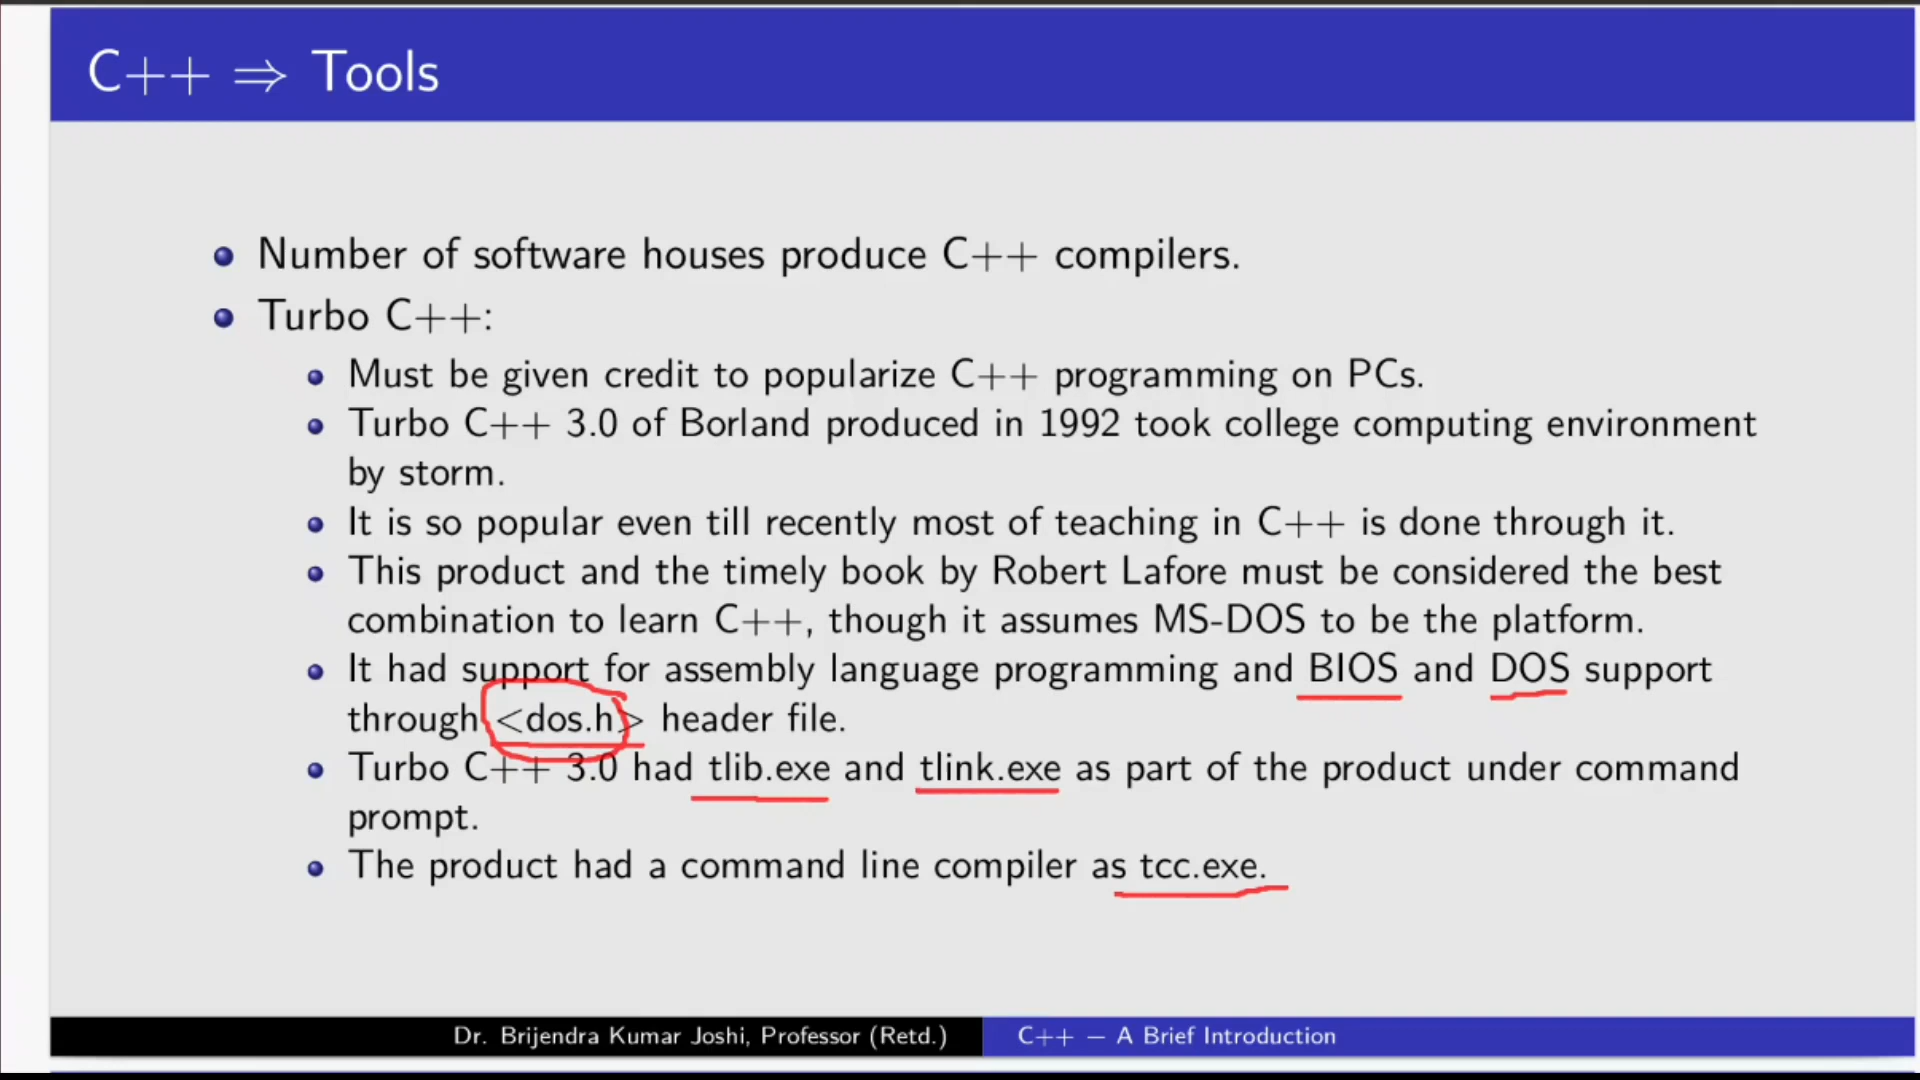 C++ ⇒ Tools
Number of software houses produce C++ compilers.
Turbo C++:
Must be given credit to popularize C++ programming on PCs.
Turbo C++ 3.0 of Borland produced in 1992 took college computing environment
by storm.
It is so popular even till recently most of teaching in C++ is done through it.
This product and the timely book by Robert Lafore must be considered the best
combination to learn C++, though it assumes MS-DOS to be the platform.
It had support for assembly language programming and BIOS and DOS support
through <dos.h> header file.
Turbo C++ 3.0 had tlib.exe and tlink.exe as part of the product under command
prompt.
The product had a command line compiler as tcc.exe.
Dr. Brijendra Kumar Joshi, Professor (Retd.)
C++ — A Brief Introduction